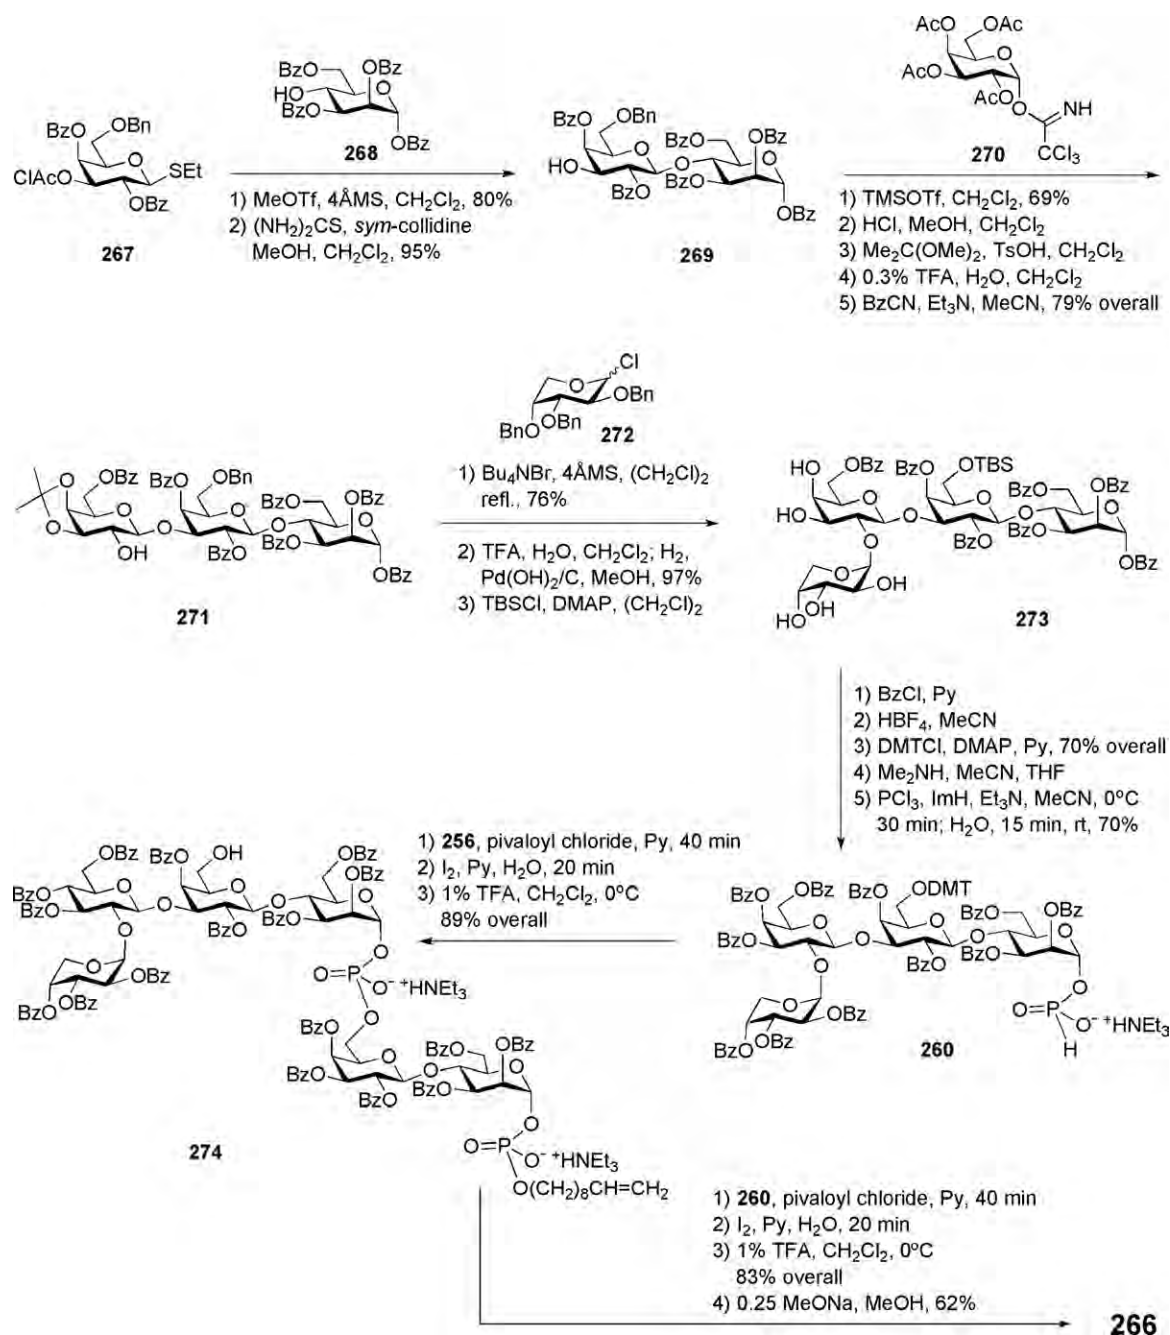 BzO
HO
BzO
OBz
OBz
268
BzO
OBn
ClAcO
SEt
OBz
267
1) MeOTf, 4ÅMS, CH2Cl2, 80%
2) (NH2)2CS, sym-collidine
MeOH, CH2Cl2, 95%
BzO
OBn
HO
OBz
BzO
OBz
BzO
OBz
269
AcO
OAc
AcO
AcO
O
NH
CCl3
270
1) TMSOTf, CH2Cl2, 69%
2) HCl, MeOH, CH2Cl2
3) Me2C(OMe)2, TsOH, CH2Cl2
4) 0.3% TFA, H2O, CH2Cl2
5) BzCN, Et3N, MeCN, 79% overall
Cl
O
OBn
OBn
BnO
272
OBz
BzO
OBn
BzO
OBz
O
O
OH
BzO
BzO
OBz
271
1) Bu4NBr, 4ÅMS, (CH2Cl)2
refl., 76%
2) TFA, H2O, CH2Cl2; H2,
Pd(OH)2/C, MeOH, 97%
3) TBSCl, DMAP, (CH2Cl)2
HO
OBz
BzO
OTBS
BzO
OBz
HO
OBz
BzO
OBz
OH
OH
HO
273
1) BzCl, Py
2) HBF4, MeCN
3) DMTCl, DMAP, Py, 70% overall
4) Me2NH, MeCN, THF
5) PCl3, ImH, Et3N, MeCN, 0ºC
30 min; H2O, 15 min, rt, 70%
BzO
OBz
BzO
ODMT
BzO
OBz
BzO
OBz
BzO
O
OBz
OBz
BzO
O=P
O- +HNEt3
H
260
1) 256, pivaloyl chloride, Py, 40 min
2) I2, Py, H2O, 20 min
3) 1% TFA, CH2Cl2, 0ºC
89% overall
OBz
BzO
OH
BzO
OBz
BzO
BzO
OBz
BzO
O
OBz
OBz
BzO
O=P
O- +HNEt3
O
BzO
BzO
OBz
BzO
BzO
BzO
O
O=P
O- +HNEt3
O(CH2)8CH=CH2
274
1) 260, pivaloyl chloride, Py, 40 min
2) I2, Py, H2O, 20 min
3) 1% TFA, CH2Cl2, 0ºC
83% overall
4) 0.25 MeONa, MeOH, 62%
266